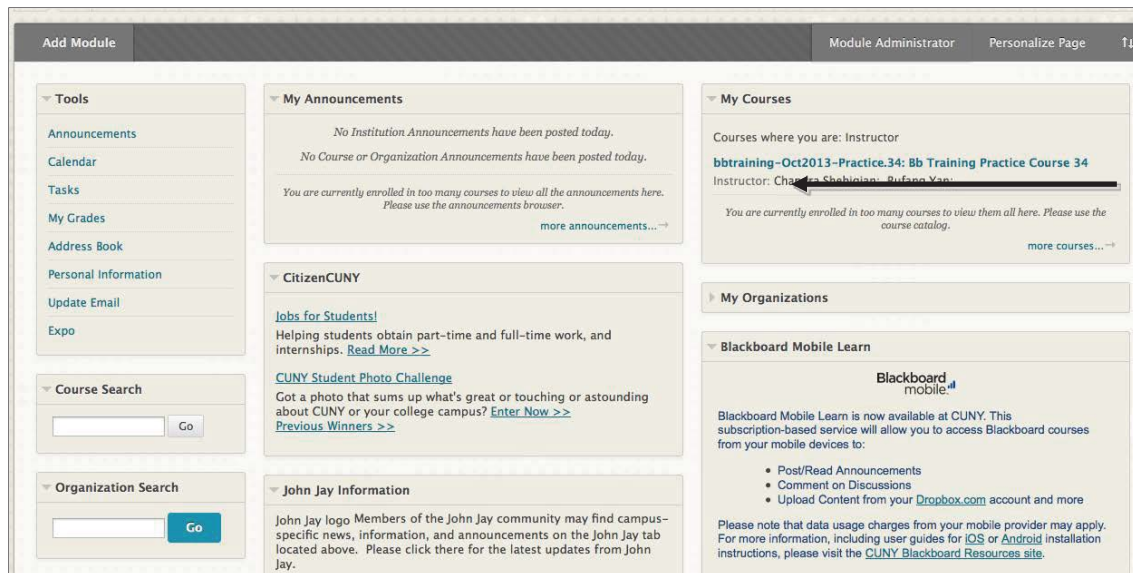 Add Module
Module Administrator
Personalize Page
Tools
Announcements
Calendar
Tasks
My Grades
Address Book
Personal Information
Update Email
Expo
Course Search
Go
Organization Search
Go
My Announcements
No Institution Announcements have been posted today.
No Course or Organization Announcements have been posted today.
You are currently enrolled in too many courses to view all the announcements here.
Please use the announcements browser.
more announcements...→
CitizenCUNY
Jobs for Students!
Helping students obtain part-time and full-time work, and
internships. Read More >>
CUNY Student Photo Challenge
Got a photo that sums up what's great or touching or astounding
about CUNY or your college campus? Enter Now >>
Previous Winners >>
John Jay Information
John Jay logo Members of the John Jay community may find campus-
specific news, information, and announcements on the John Jay tab
located above. Please click there for the latest updates from John
Jay.
My Courses
Courses where you are: Instructor
bbtraining-Oct2013-Practice.34: Bb Training Practice Course 34
Instructor:
You are currently enrolled in too many courses to view them all here. Please use the
course catalog.
more courses...→
My Organizations
Blackboard Mobile Learn
Blackboard
mobile
Blackboard Mobile Learn is now available at CUNY. This
subscription-based service will allow you to access Blackboard courses
from your mobile devices to:
• Post/Read Announcements
• Comment on Discussions
• Upload Content from your Dropbox.com account and more
Please note that data usage charges from your mobile provider may apply.
For more information, including user guides for iOS or Android installation
instructions, please visit the CUNY Blackboard Resources site.